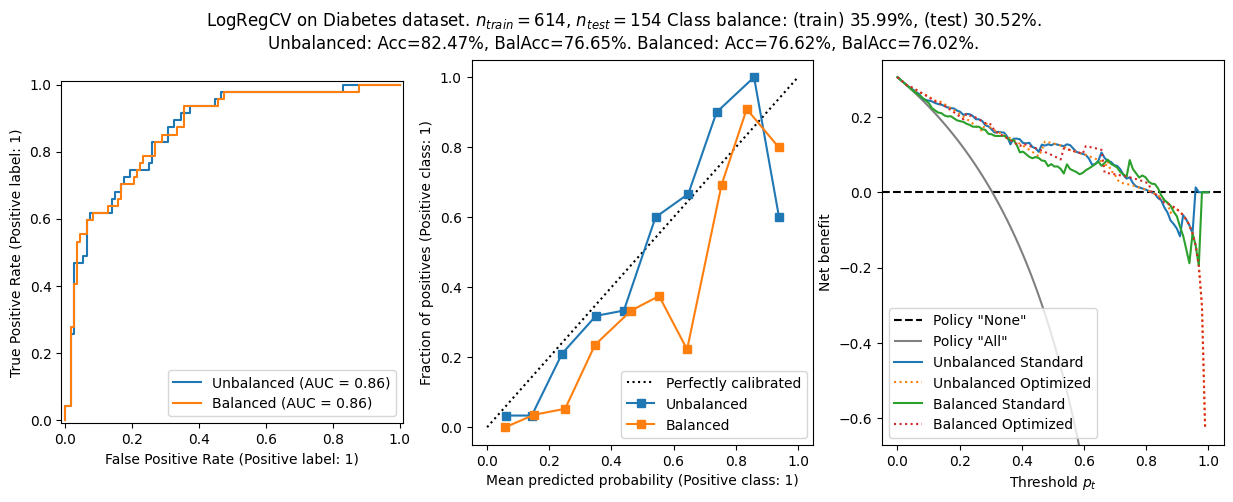 LogRegCV on Diabetes dataset. n_train = 614, n_test = 154 Class balance: (train) 35.99%, (test) 30.52%.
Unbalanced: Acc=82.47%, BalAcc=76.65%. Balanced: Acc=76.62%, BalAcc=76.02%.
True Positive Rate (Positive label: 1)
1.0
0.8
0.6
0.4
0.2
0.0
Unbalanced (AUC = 0.86)
Balanced (AUC = 0.86)
0.0 0.2 0.4 0.6 0.8 1.0
False Positive Rate (Positive label: 1)
Fraction of positives (Positive class: 1)
1.0
0.8
0.6
0.4
0.2
0.0
Perfectly calibrated
Unbalanced
Balanced
0.0 0.2 0.4 0.6 0.8 1.0
Mean predicted probability (Positive class: 1)
Net benefit
0.2
0.0
−0.2
−0.4
−0.6
Policy "None"
Policy "All"
Unbalanced Standard
Unbalanced Optimized
Balanced Standard
Balanced Optimized
0.0 0.2 0.4 0.6 0.8 1.0
Threshold p_t